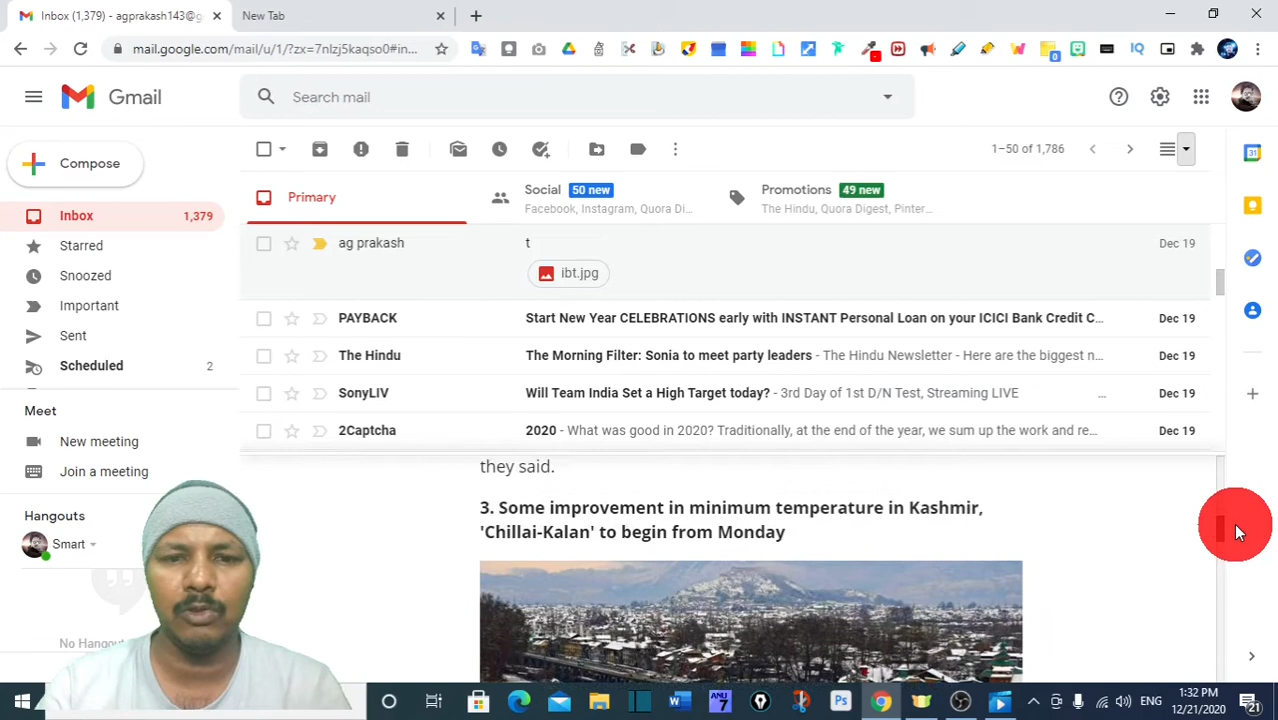 Inbox (1,379) - agprakash143@g
New Tab
mail.google.com/mail/u/1/?zx=7nlzj5kaqso0#in...
Gmail
Search mail
Compose
1–50 of 1,786
Primary
Social 50 new
Facebook, Instagram, Quora Di...
Promotions 49 new
The Hindu, Quora Digest, Pinter...
Inbox 1,379
Starred
Snoozed
Important
Sent
Scheduled 2
Meet
New meeting
Join a meeting
Hangouts
Smart
No Hangou
ag prakash t Dec 19
ibt.jpg
PAYBACK Start New Year CELEBRATIONS early with INSTANT Personal Loan on your ICICI Bank Credit C... Dec 19
The Hindu The Morning Filter: Sonia to meet party leaders - The Hindu Newsletter - Here are the biggest n... Dec 19
SonyLIV Will Team India Set a High Target today? - 3rd Day of 1st D/N Test, Streaming LIVE ... Dec 19
2Captcha 2020 - What was good in 2020? Traditionally, at the end of the year, we sum up the work and re... Dec 19
they said.
3. Some improvement in minimum temperature in Kashmir,
'Chillai-Kalan' to begin from Monday
ENG
1:32 PM
12/21/2020
21